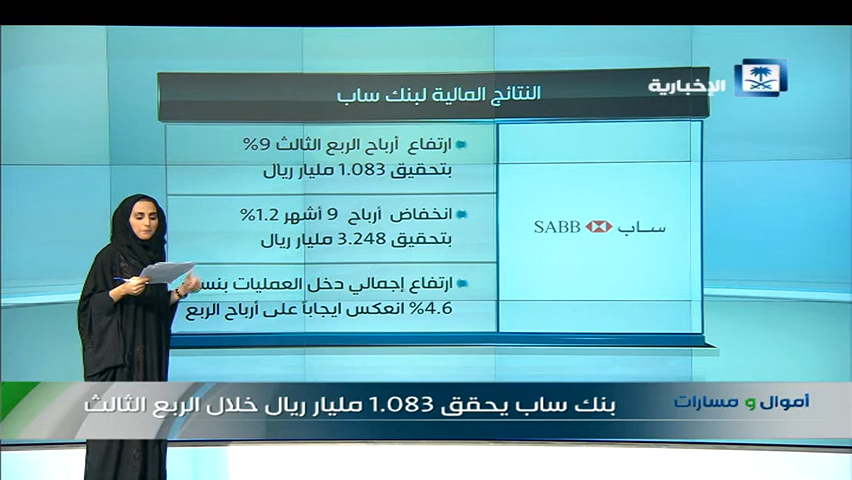 الإخبارية
النتائج المالية لبنك ساب
ارتفاع أرباح الربع الثالث 9%
بتحقيق 1.083 مليار ريال
انخفاض أرباح 9 أشهر 1.2%
بتحقيق 3.248 مليار ريال
ارتفاع إجمالي دخل العمليات
4.6% انعكس ايجاباً على أرباح الربع
ساب SABB
أموال و مسارات
بنك ساب يحقق 1.083 مليار ريال خلال الربع الثالث